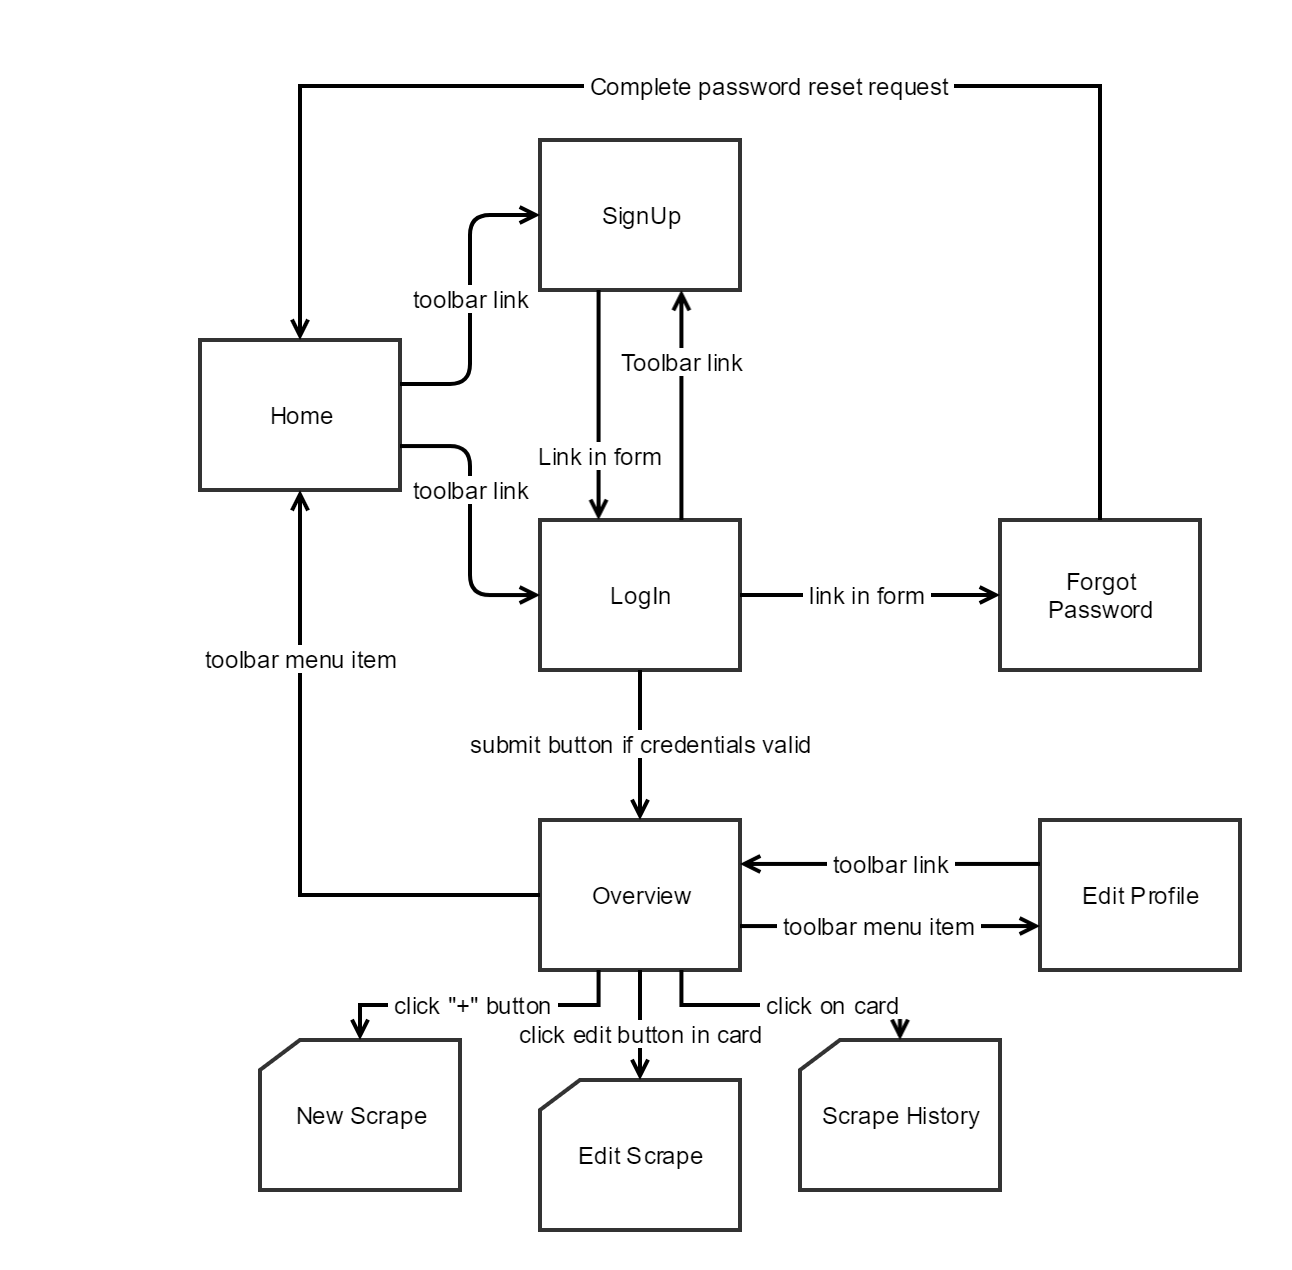 Complete password reset request
SignUp
toolbar link
Toolbar link
Home
Link in form
toolbar link
LogIn
link in form
Forgot
Password
toolbar menu item
submit button if credentials valid
toolbar link
Overview
Edit Profile
toolbar menu item
click "+" button
click on card
click edit button in card
New Scrape
Scrape History
Edit Scrape